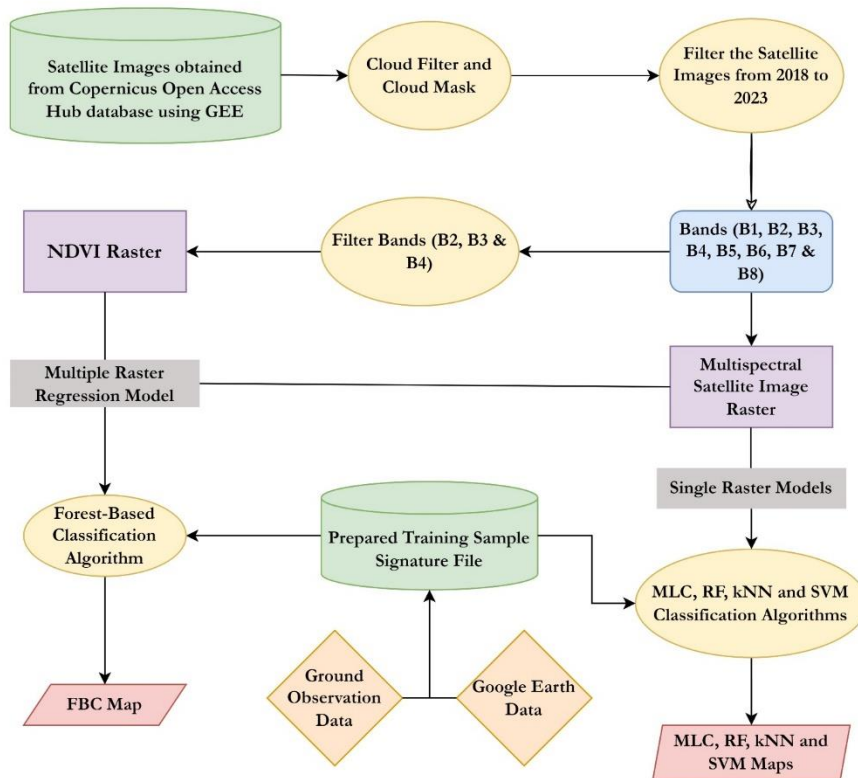 Satellite Images obtained
from Copernicus Open Access
Hub database using GEE
Cloud Filter and
Cloud Mask
Filter the Satellite
Images from 2018 to
2023
NDVI Raster
Filter Bands (B2, B3 &
B4)
Bands (B1, B2, B3,
B4, B5, B6, B7 &
B8)
Multiple Raster
Regression Model
Multispectral
Satellite Image
Raster
Single Raster Models
Forest-Based
Classification
Algorithm
Prepared Training Sample
Signature File
MLC, RF, kNN and SVM
Classification Algorithms
Ground
Observation
Data
Google Earth
Data
FBC Map
MLC, RF, kNN and
SVM Maps